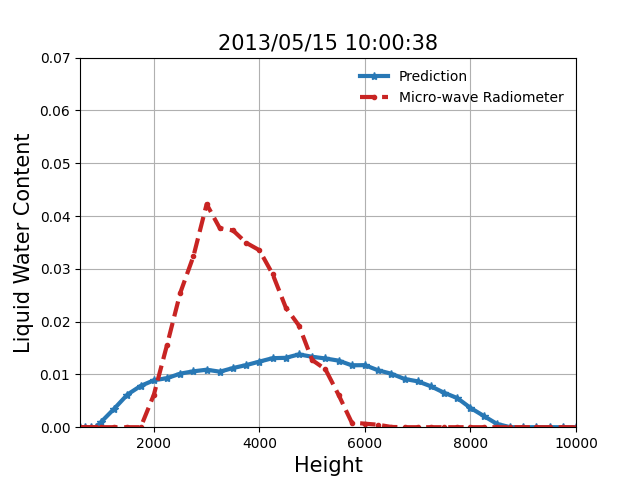 2013/05/15 10:00:38
0.07
0.06
0.05
0.04
0.03
0.02
0.01
0.00
Liquid Water Content
Prediction
Micro-wave Radiometer
2000 4000 6000 8000 10000
Height